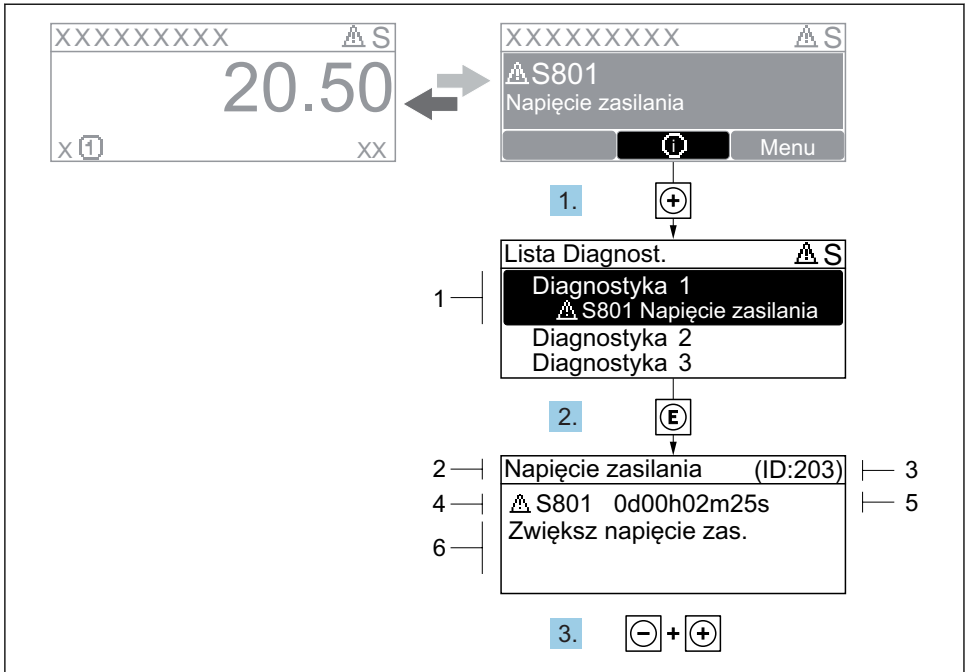 XXXXXXXXX ⚠ S
20.50
X ① XX
XXXXXXXXX ⚠ S
⚠ S801
Napięcie zasilania
ⓘ Menu
1. +
Lista Diagnost. ⚠ S
1
Diagnostyka 1
⚠ S801 Napięcie zasilania
Diagnostyka 2
Diagnostyka 3
2. E
2 Napięcie zasilania (ID:203) 3
4 ⚠ S801 0d00h02m25s 5
6 Zwiększ napięcie zas.
3. - + +